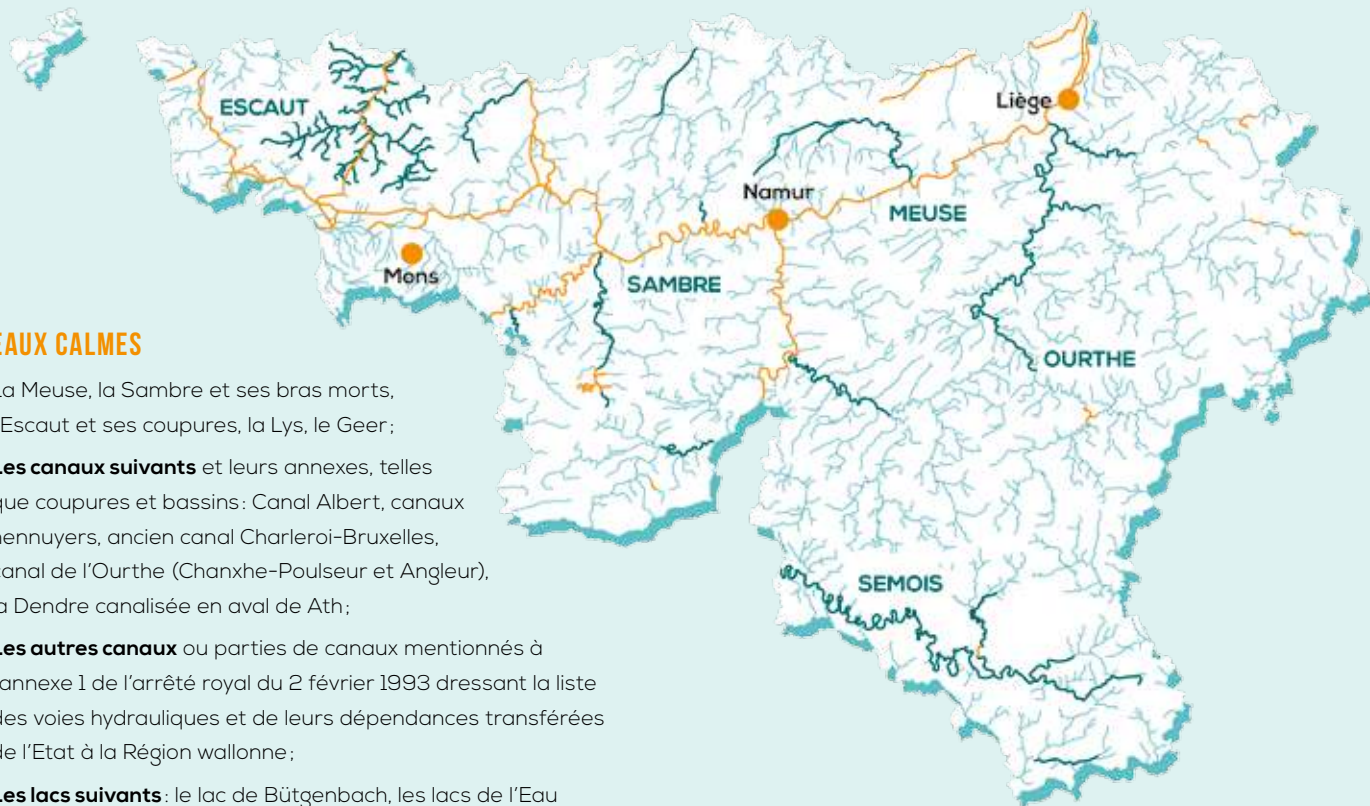 ESCAUT
Liège
Namur
MEUSE
Mons
SAMBRE
OURTHE
SEMOIS
EAUX CALMES
La Meuse, la Sambre et ses bras morts,
l'Escaut et ses coupures, la Lys, le Geer ;
Les canaux suivants et leurs annexes, telles
que coupures et bassins : Canal Albert, canaux
hennuyers, ancien canal Charleroi-Bruxelles,
canal de l'Ourthe (Chanxhe-Poulseur et Angleur),
la Dendre canalisée en aval de Ath ;
Les autres canaux ou parties de canaux mentionnés à
l'annexe 1 de l'arrêté royal du 2 février 1993 dressant la liste
des voies hydrauliques et de leurs dépendances transférées
de l'Etat à la Région wallonne ;
Les lacs suivants : le lac de Bütgenbach, les lacs de l'Eau